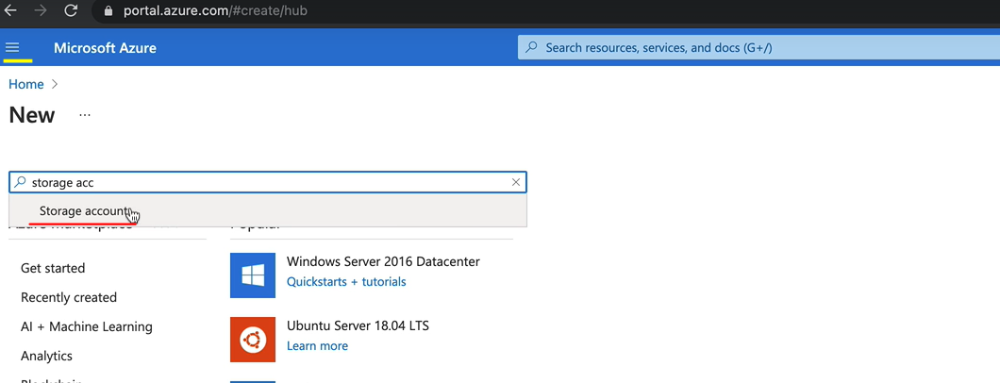 portal.azure.com/#create/hub
Microsoft Azure
Search resources, services, and docs (G+/)
Home
New
...
storage acc
Storage account
Azure Marketplace
Popular
Get started
Recently created
AI + Machine Learning
Analytics
Blockchain
Windows Server 2016 Datacenter
Quickstarts + tutorials
Ubuntu Server 18.04 LTS
Learn more